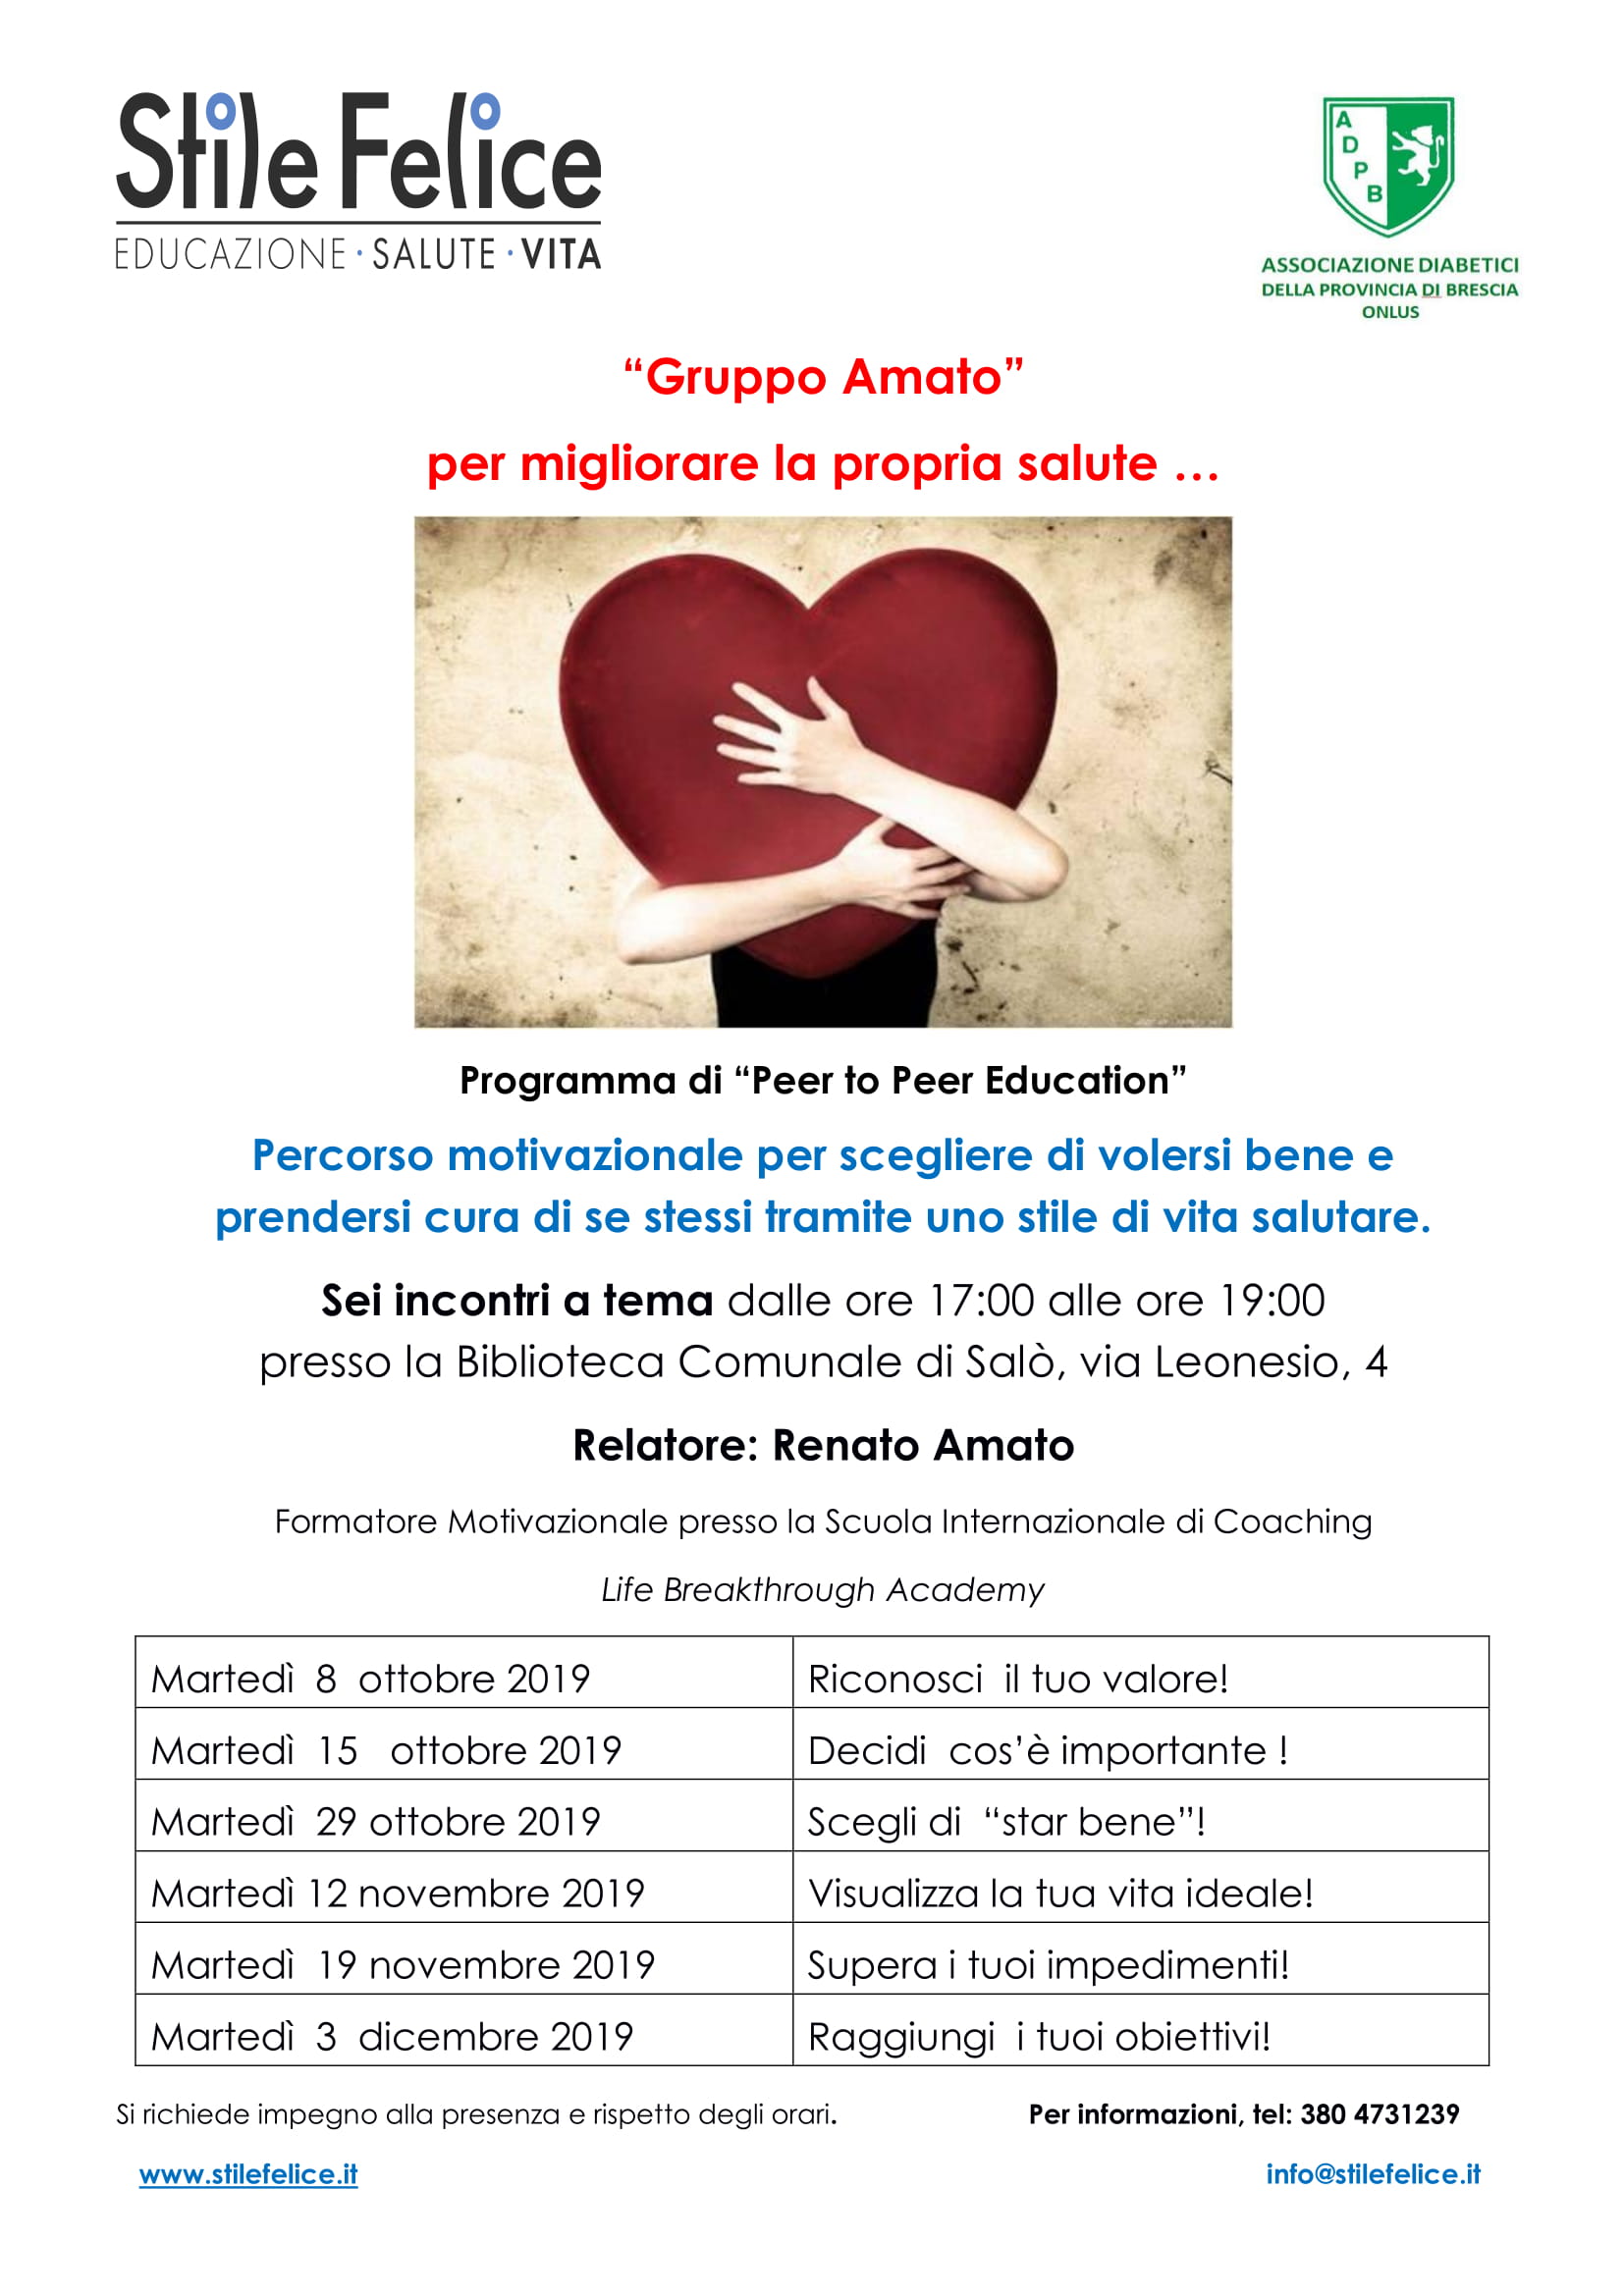 Stile Felice
EDUCAZIONE · SALUTE · VITA
A
D
P
B
ASSOCIAZIONE DIABETICI
DELLA PROVINCIA DI BRESCIA
ONLUS
“Gruppo Amato”
per migliorare la propria salute …
Programma di “Peer to Peer Education”
Percorso motivazionale per scegliere di volersi bene e
prendersi cura di se stessi tramite uno stile di vita salutare.
Sei incontri a tema dalle ore 17:00 alle ore 19:00
presso la Biblioteca Comunale di Salò, via Leonesio, 4
Relatore: Renato Amato
Formatore Motivazionale presso la Scuola Internazionale di Coaching
Life Breakthrough Academy
Martedì 8 ottobre 2019 Riconosci il tuo valore!
Martedì 15 ottobre 2019 Decidi cos’è importante !
Martedì 29 ottobre 2019 Scegli di “star bene”!
Martedì 12 novembre 2019 Visualizza la tua vita ideale!
Martedì 19 novembre 2019 Supera i tuoi impedimenti!
Martedì 3 dicembre 2019 Raggiungi i tuoi obiettivi!
Si richiede impegno alla presenza e rispetto degli orari. Per informazioni, tel: 380 4731239
www.stilefelice.it info@stilefelice.it